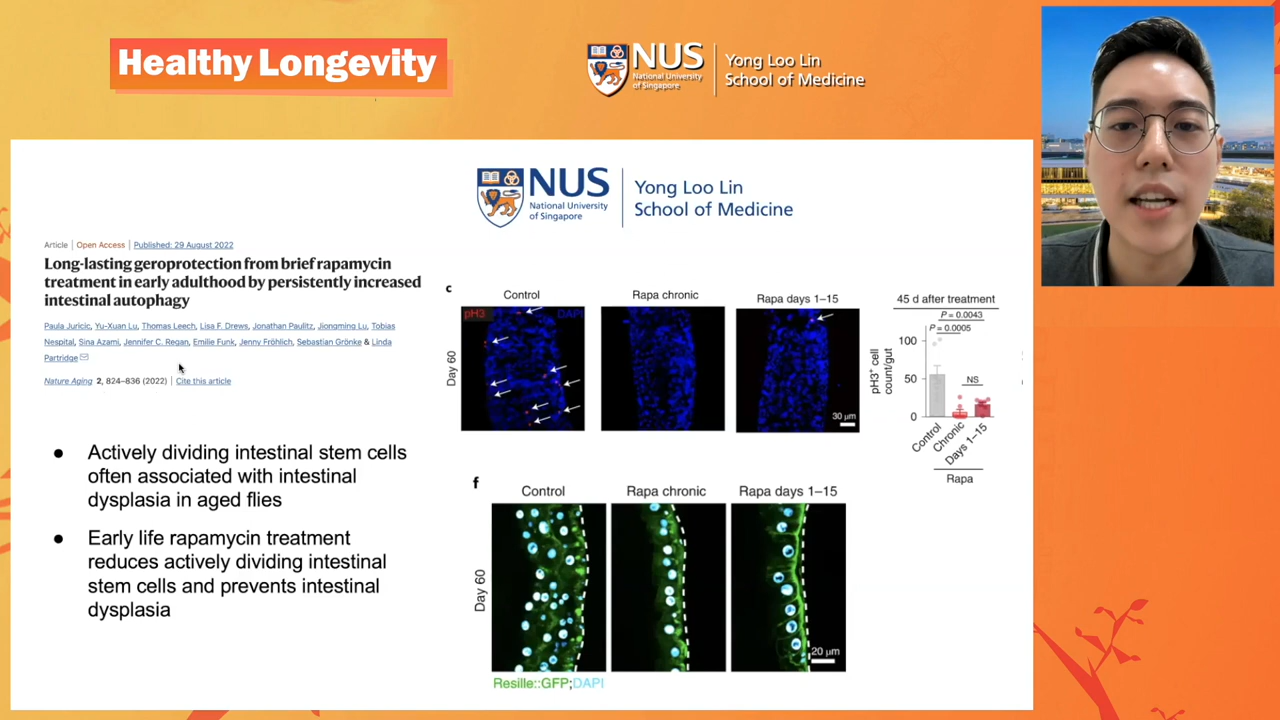 Healthy Longevity
NUS
National University
of Singapore
Yong Loo Lin
School of Medicine
NUS
National University
of Singapore
Yong Loo Lin
School of Medicine
Article | Open Access | Published: 29 August 2022
Long-lasting geroprotection from brief rapamycin
treatment in early adulthood by persistently increased
intestinal autophagy
Paula Juricic, Yu-Xuan Lu, Thomas Leech, Lisa F. Drews, Jonathan Paulitz, Jiongming Lu, Tobias
Nespital, Sina Azami, Jennifer C. Regan, Emilie Funk, Jenny Fröhlich, Sebastian Grönke & Linda
Partridge
Nature Aging 2, 824–836 (2022) | Cite this article
● Actively dividing intestinal stem cells
often associated with intestinal
dysplasia in aged flies
● Early life rapamycin treatment
reduces actively dividing intestinal
stem cells and prevents intestinal
dysplasia
c
Control
Rapa chronic
Rapa days 1–15
Day 60
pH3
DAPI
30 μm
45 d after treatment
P = 0.0043
P = 0.0005
NS
pH3+ cell
count/gut
100
50
0
Control
Chronic
Days 1–15
Rapa
f
Control
Rapa chronic
Rapa days 1–15
Day 60
20 μm
Resille::GFP;DAPI